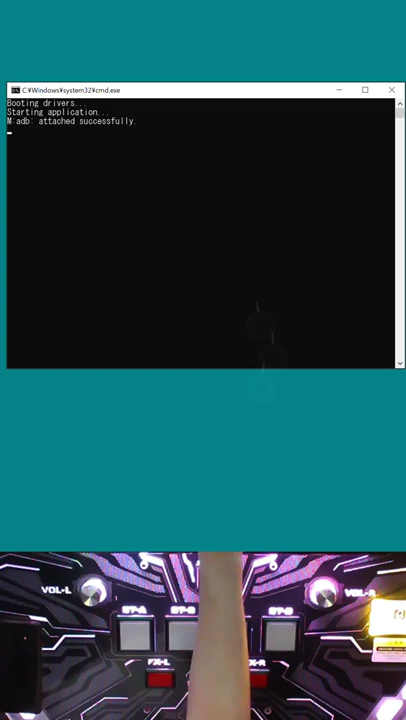 C:¥Windows¥system32¥cmd.exe
Booting drivers...
Starting application...
M:adb: attached successfully.
VOL-L
VOL-R
BT-A
BT-B
BT-D
FX-L
FX-R